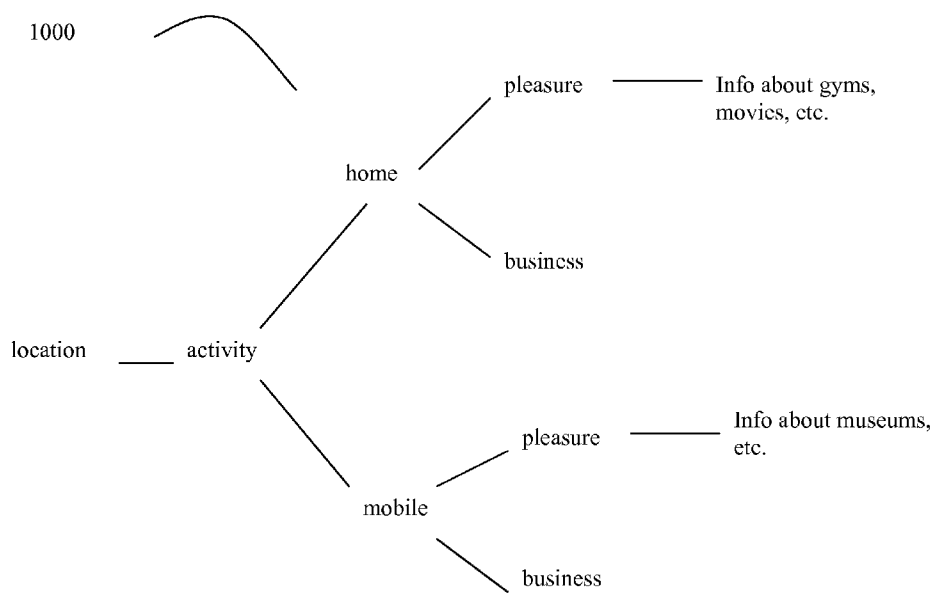 1000
pleasure
Info about gyms,
movies, etc.
home
business
location
activity
pleasure
Info about museums,
etc.
mobile
business